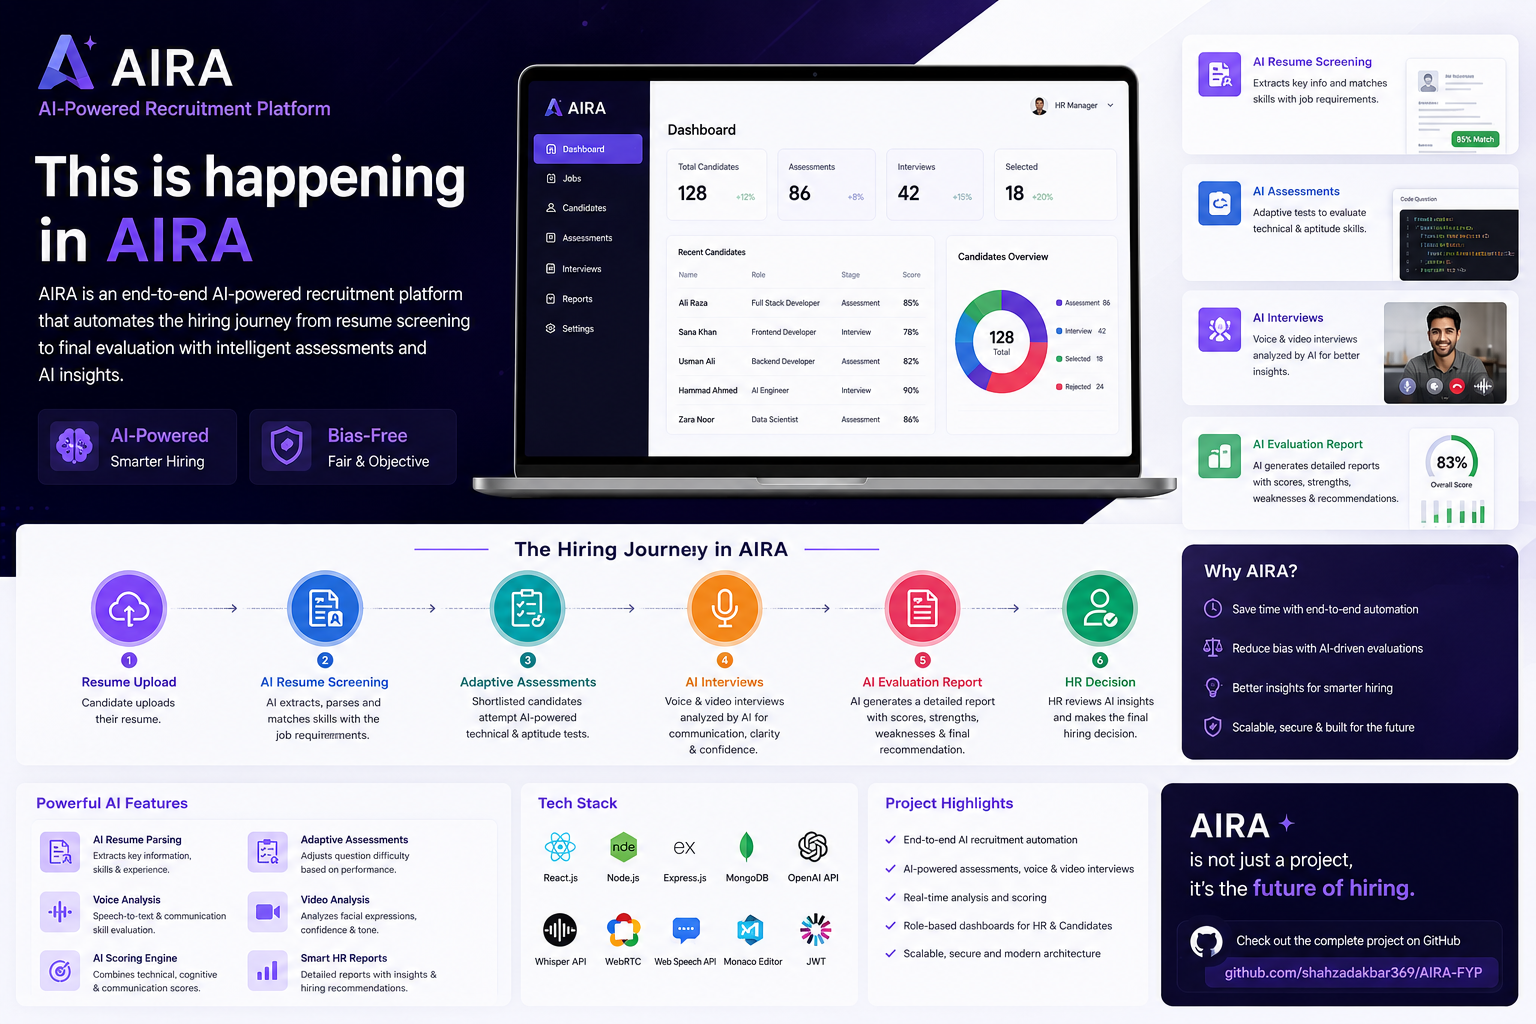 AIRA
AI-Powered Recruitment Platform
This is happening
in AIRA
AIRA is an end-to-end AI-powered recruitment platform
that automates the hiring journey from resume screening
to final evaluation with intelligent assessments and
AI insights.
AI-Powered
Smarter Hiring
Bias-Free
Fair & Objective
AIRA
Dashboard
Jobs
Candidates
Assessments
Interviews
Reports
Settings
HR Manager
Dashboard
Total Candidates
128 +12%
Assessments
86 +8%
Interviews
42 +15%
Selected
18 +20%
Recent Candidates
Name Role Stage Score
Ali Raza Full Stack Developer Assessment 85%
Sana Khan Frontend Developer Interview 78%
Usman Ali Backend Developer Assessment 82%
Hammad Ahmed AI Engineer Interview 90%
Zara Noor Data Scientist Assessment 86%
Candidates Overview
128
Total
Assessment 86
Interview 42
Selected 18
Rejected 24
AI Resume Screening
Extracts key info and matches
skills with job requirements.
85% Match
AI Assessments
Adaptive tests to evaluate
technical & aptitude skills.
Code Question
AI Interviews
Voice & video interviews
analyzed by AI for better
insights.
AI Evaluation Report
AI generates detailed reports
with scores, strengths,
weaknesses & recommendations.
83%
Overall Score
The Hiring Journey in AIRA
1
Resume Upload
Candidate uploads
their resume.
2
AI Resume Screening
AI extracts, parses and
matches skills with the
job requirements.
3
Adaptive Assessments
Shortlisted candidates
attempt AI-powered
technical & aptitude tests.
4
AI Interviews
Voice & video interviews
analyzed by AI for
communication, clarity
& confidence.
5
AI Evaluation Report
AI generates a detailed report
with scores, strengths,
weaknesses & final
recommendation.
6
HR Decision
HR reviews AI insights
and makes the final
hiring decision.
Why AIRA?
Save time with end-to-end automation
Reduce bias with AI-driven evaluations
Better insights for smarter hiring
Scalable, secure & built for the future
Powerful AI Features
AI Resume Parsing
Extracts key information,
skills & experience.
Adaptive Assessments
Adjusts question difficulty
based on performance.
Voice Analysis
Speech-to-text & communication
skill evaluation.
Video Analysis
Analyzes facial expressions,
confidence & tone.
AI Scoring Engine
Combines technical, cognitive
& communication scores.
Smart HR Reports
Detailed reports with insights &
hiring recommendations.
Tech Stack
React.js
node
Node.js
ex
Express.js
MongoDB
OpenAI API
Whisper API
WebRTC
Web Speech API
Monaco Editor
JWT
Project Highlights
End-to-end AI recruitment automation
AI-powered assessments, voice & video interviews
Real-time analysis and scoring
Role-based dashboards for HR & Candidates
Scalable, secure and modern architecture
AIRA
is not just a project,
it's the future of hiring.
Check out the complete project on GitHub
github.com/shahzadakbar369/AIRA-FYP